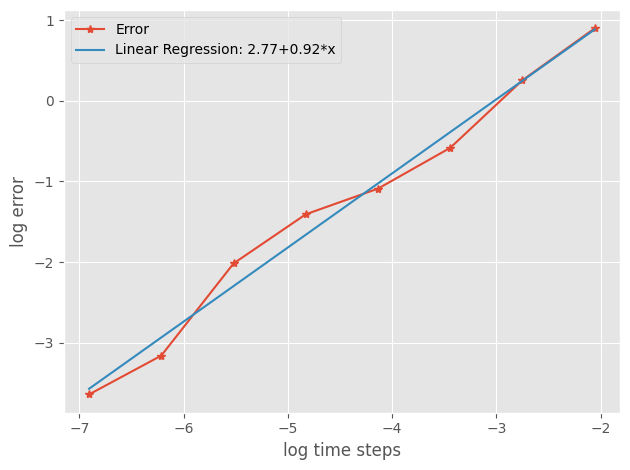 Error
Linear Regression: 2.77+0.92*x
1
0
−1
−2
−3
log error
−7 −6 −5 −4 −3 −2
log time steps